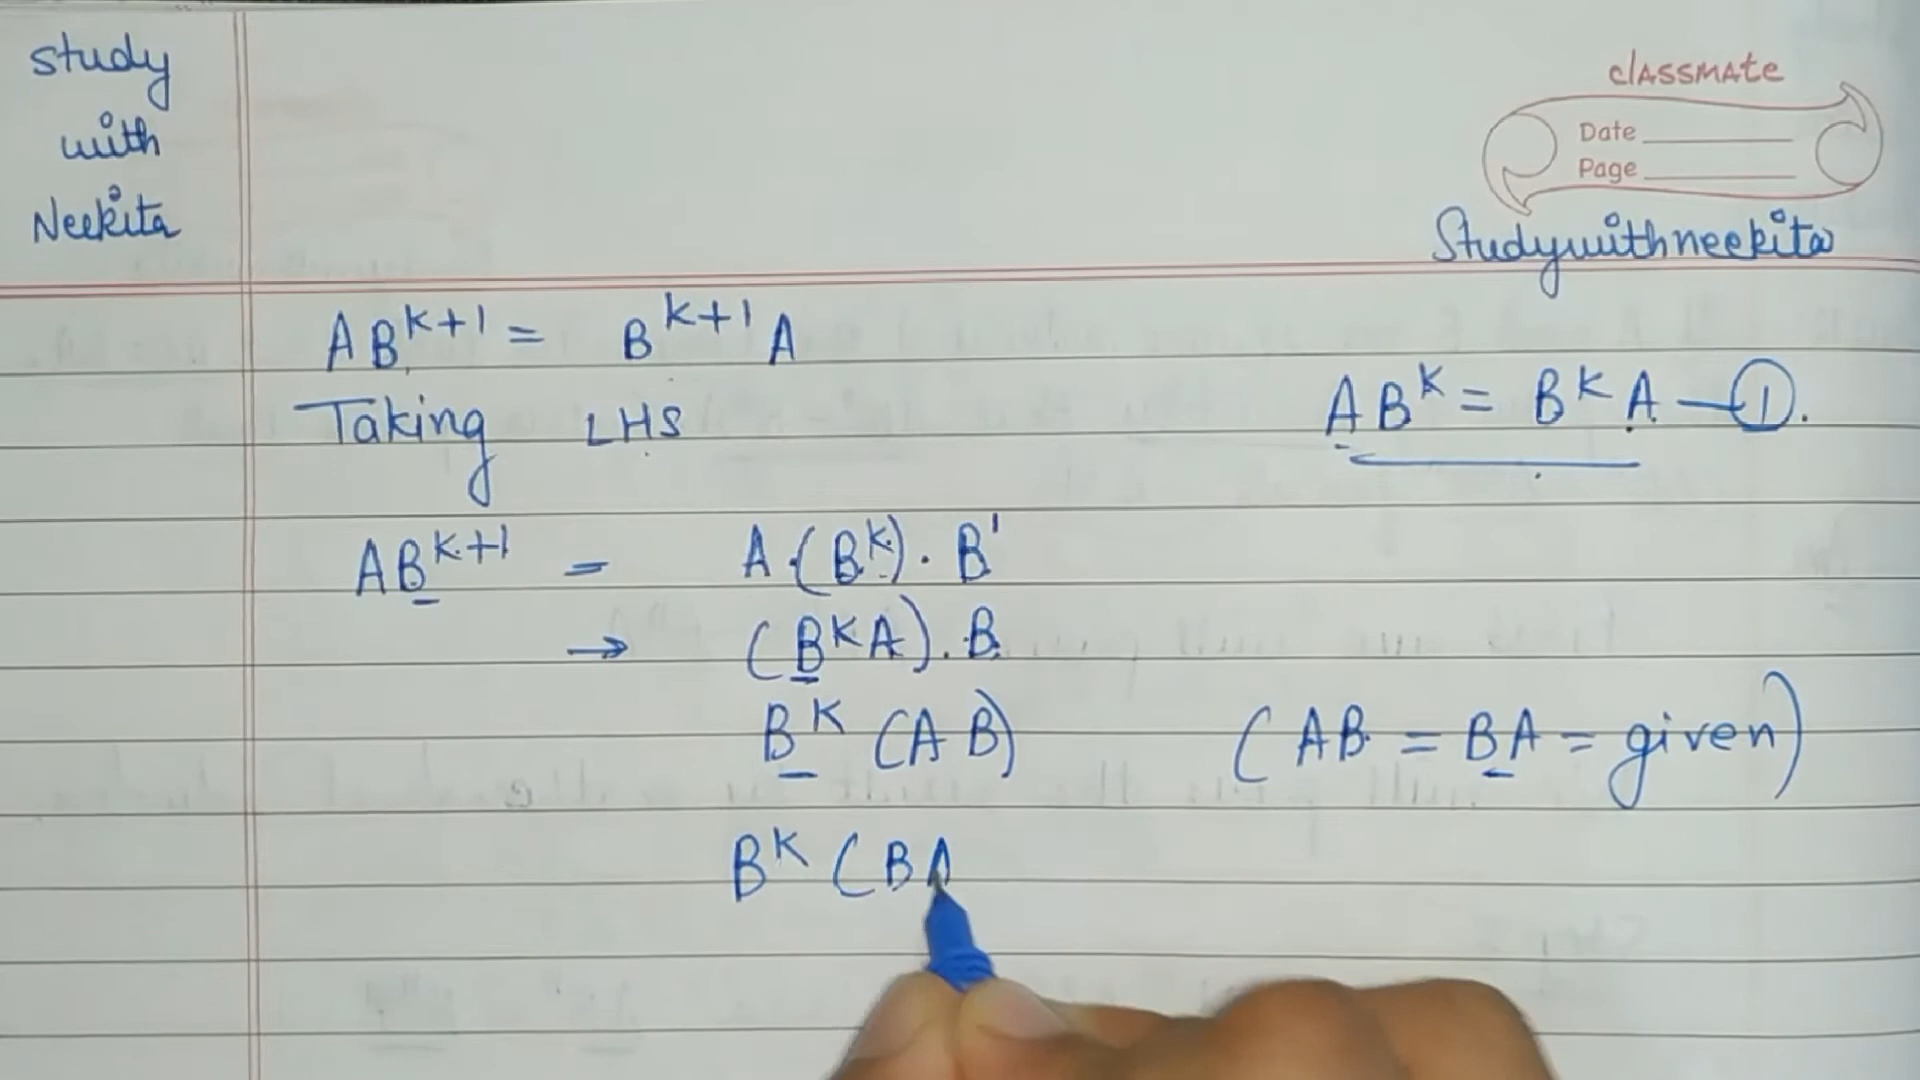 study
with
Neekita
classmate
Date
Page
Studywithneekita
AB^{k+1} = B^{k+1} A
Taking LHS
AB^k = B^k A — ①.
AB^{k+1} = A.(B^k). B^1
→ (B^k A). B
B^k (AB) (AB = BA = given)
B^k (BA